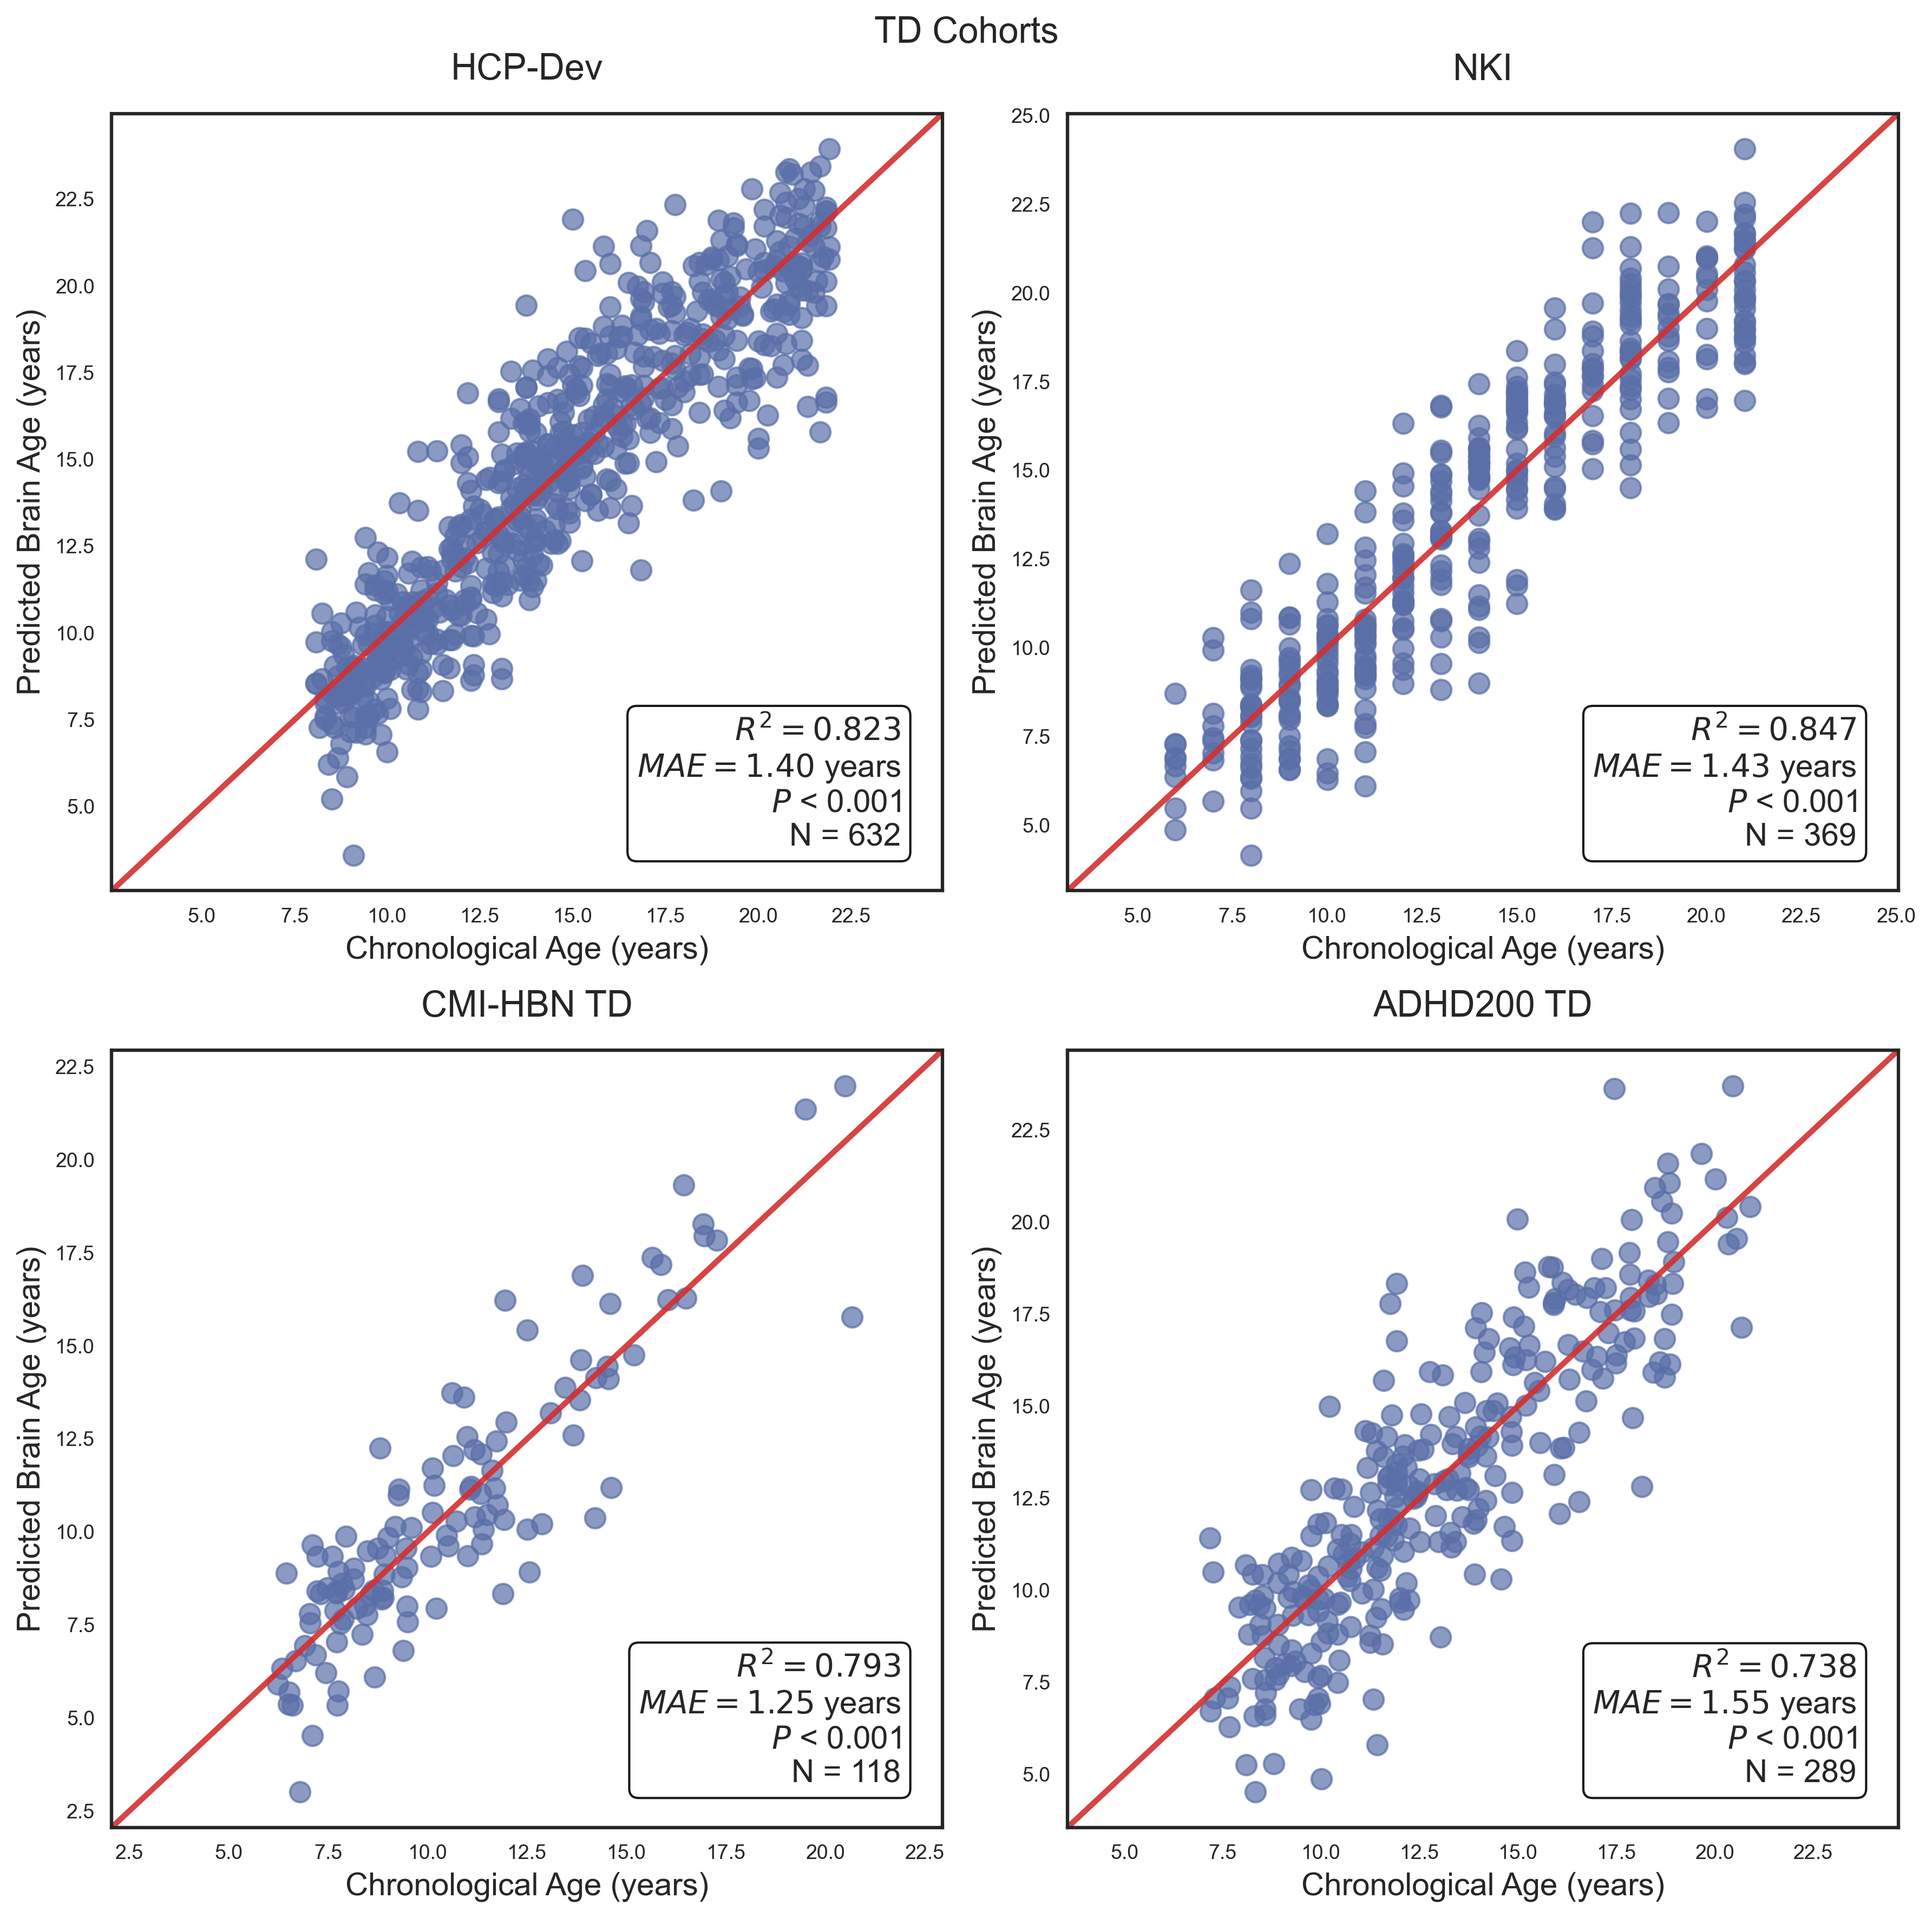 TD Cohorts
HCP-Dev
Predicted Brain Age (years)
22.5
20.0
17.5
15.0
12.5
10.0
7.5
5.0
R² = 0.823
MAE = 1.40 years
P < 0.001
N = 632
5.0 7.5 10.0 12.5 15.0 17.5 20.0 22.5
Chronological Age (years)
NKI
Predicted Brain Age (years)
25.0
22.5
20.0
17.5
15.0
12.5
10.0
7.5
5.0
R² = 0.847
MAE = 1.43 years
P < 0.001
N = 369
5.0 7.5 10.0 12.5 15.0 17.5 20.0 22.5 25.0
Chronological Age (years)
CMI-HBN TD
Predicted Brain Age (years)
22.5
20.0
17.5
15.0
12.5
10.0
7.5
5.0
2.5
R² = 0.793
MAE = 1.25 years
P < 0.001
N = 118
2.5 5.0 7.5 10.0 12.5 15.0 17.5 20.0 22.5
Chronological Age (years)
ADHD200 TD
Predicted Brain Age (years)
22.5
20.0
17.5
15.0
12.5
10.0
7.5
5.0
R² = 0.738
MAE = 1.55 years
P < 0.001
N = 289
5.0 7.5 10.0 12.5 15.0 17.5 20.0 22.5
Chronological Age (years)